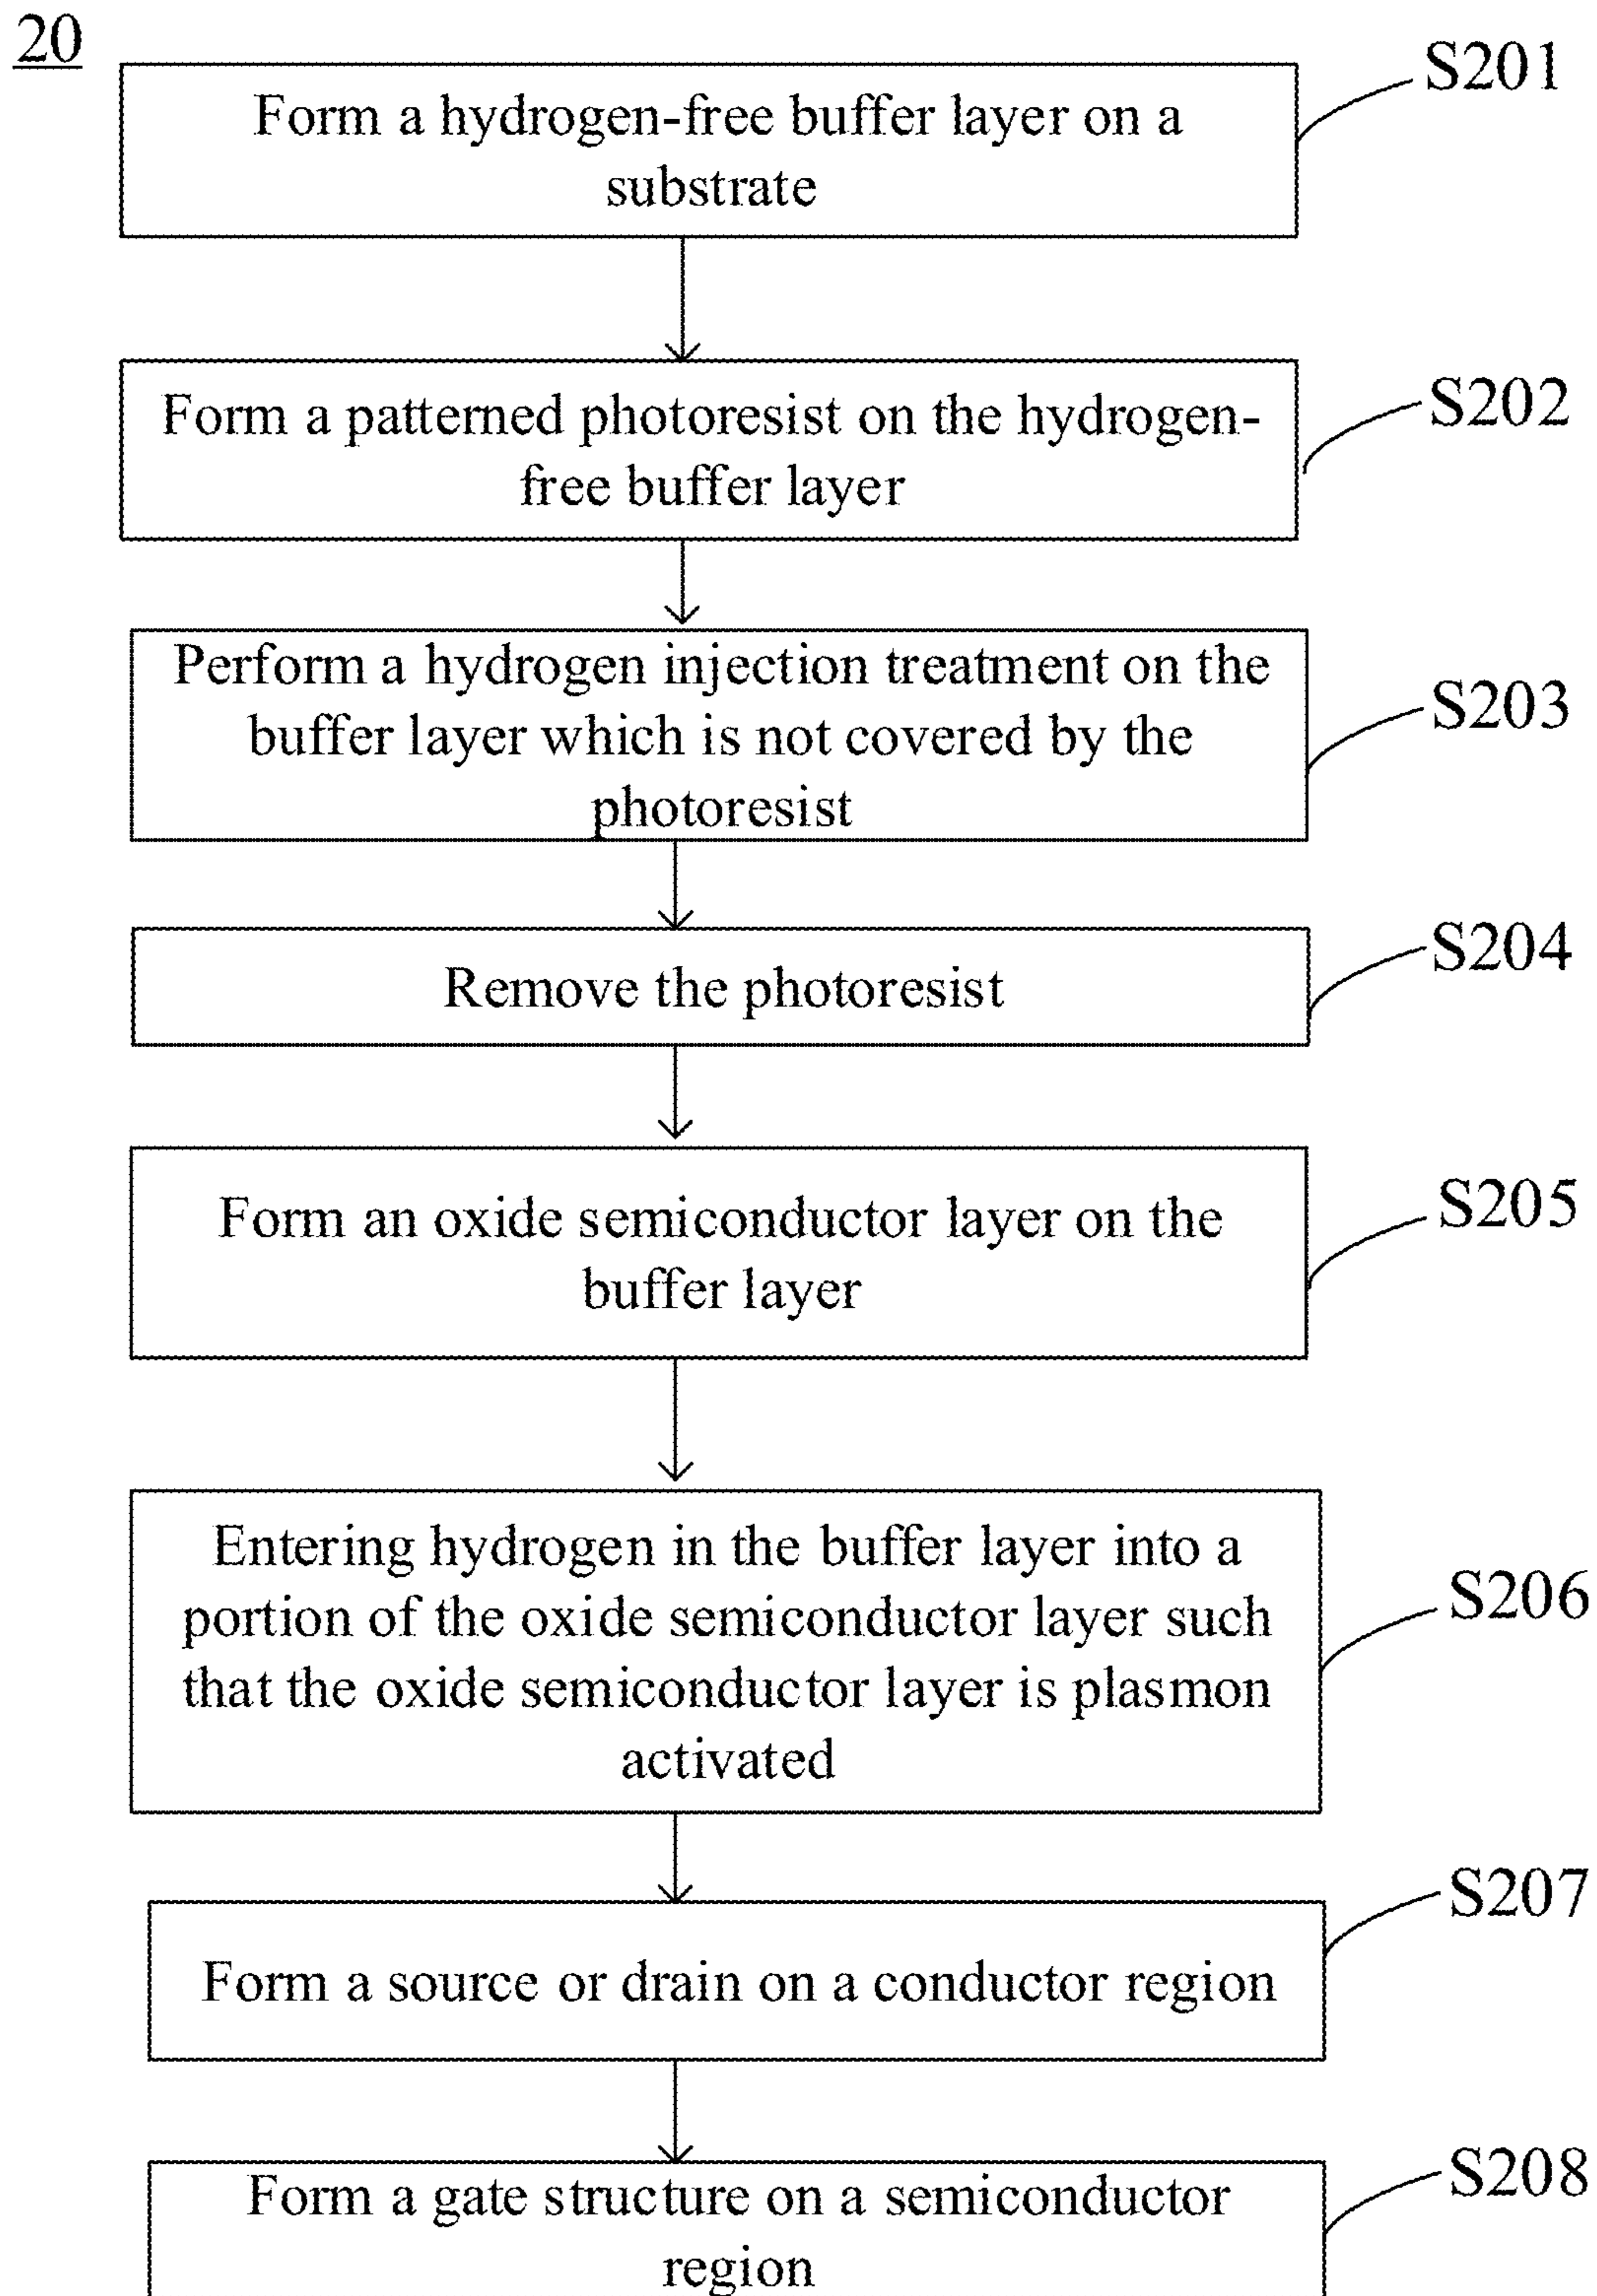 20
S201
Form a hydrogen-free buffer layer on a
substrate
S202
Form a patterned photoresist on the hydrogen-
free buffer layer
S203
Perform a hydrogen injection treatment on the
buffer layer which is not covered by the
photoresist
S204
Remove the photoresist
S205
Form an oxide semiconductor layer on the
buffer layer
S206
Entering hydrogen in the buffer layer into a
portion of the oxide semiconductor layer such
that the oxide semiconductor layer is plasmon
activated
S207
Form a source or drain on a conductor region
S208
Form a gate structure on a semiconductor
region